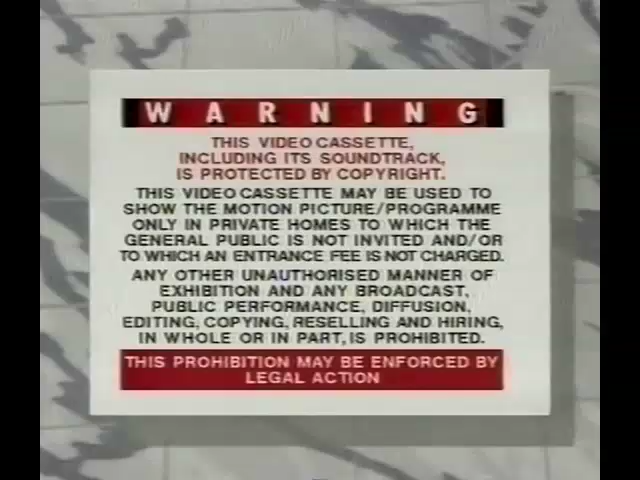 WARNING
THIS VIDEO CASSETTE,
INCLUDING ITS SOUNDTRACK,
IS PROTECTED BY COPYRIGHT.
THIS VIDEO CASSETTE MAY BE USED TO
SHOW THE MOTION PICTURE/PROGRAMME
ONLY IN PRIVATE HOMES TO WHICH THE
GENERAL PUBLIC IS NOT INVITED AND/OR
TO WHICH AN ENTRANCE FEE IS NOT CHARGED.
ANY OTHER UNAUTHORISED MANNER OF
EXHIBITION AND ANY BROADCAST,
PUBLIC PERFORMANCE, DIFFUSION,
EDITING, COPYING, RESELLING AND HIRING,
IN WHOLE OR IN PART, IS PROHIBITED.
THIS PROHIBITION MAY BE ENFORCED BY
LEGAL ACTION